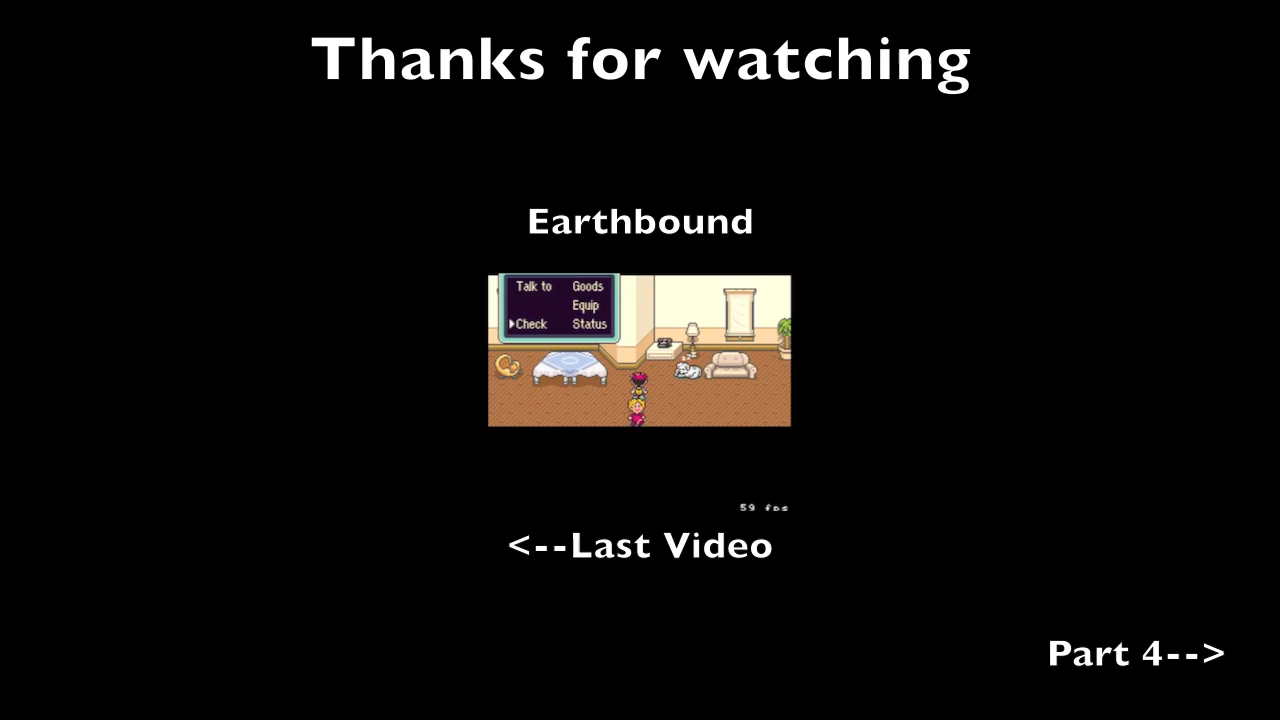 Thanks for watching
Earthbound
Talk to Goods
Equip
Check Status
59 fps
<--Last Video
Part 4-->